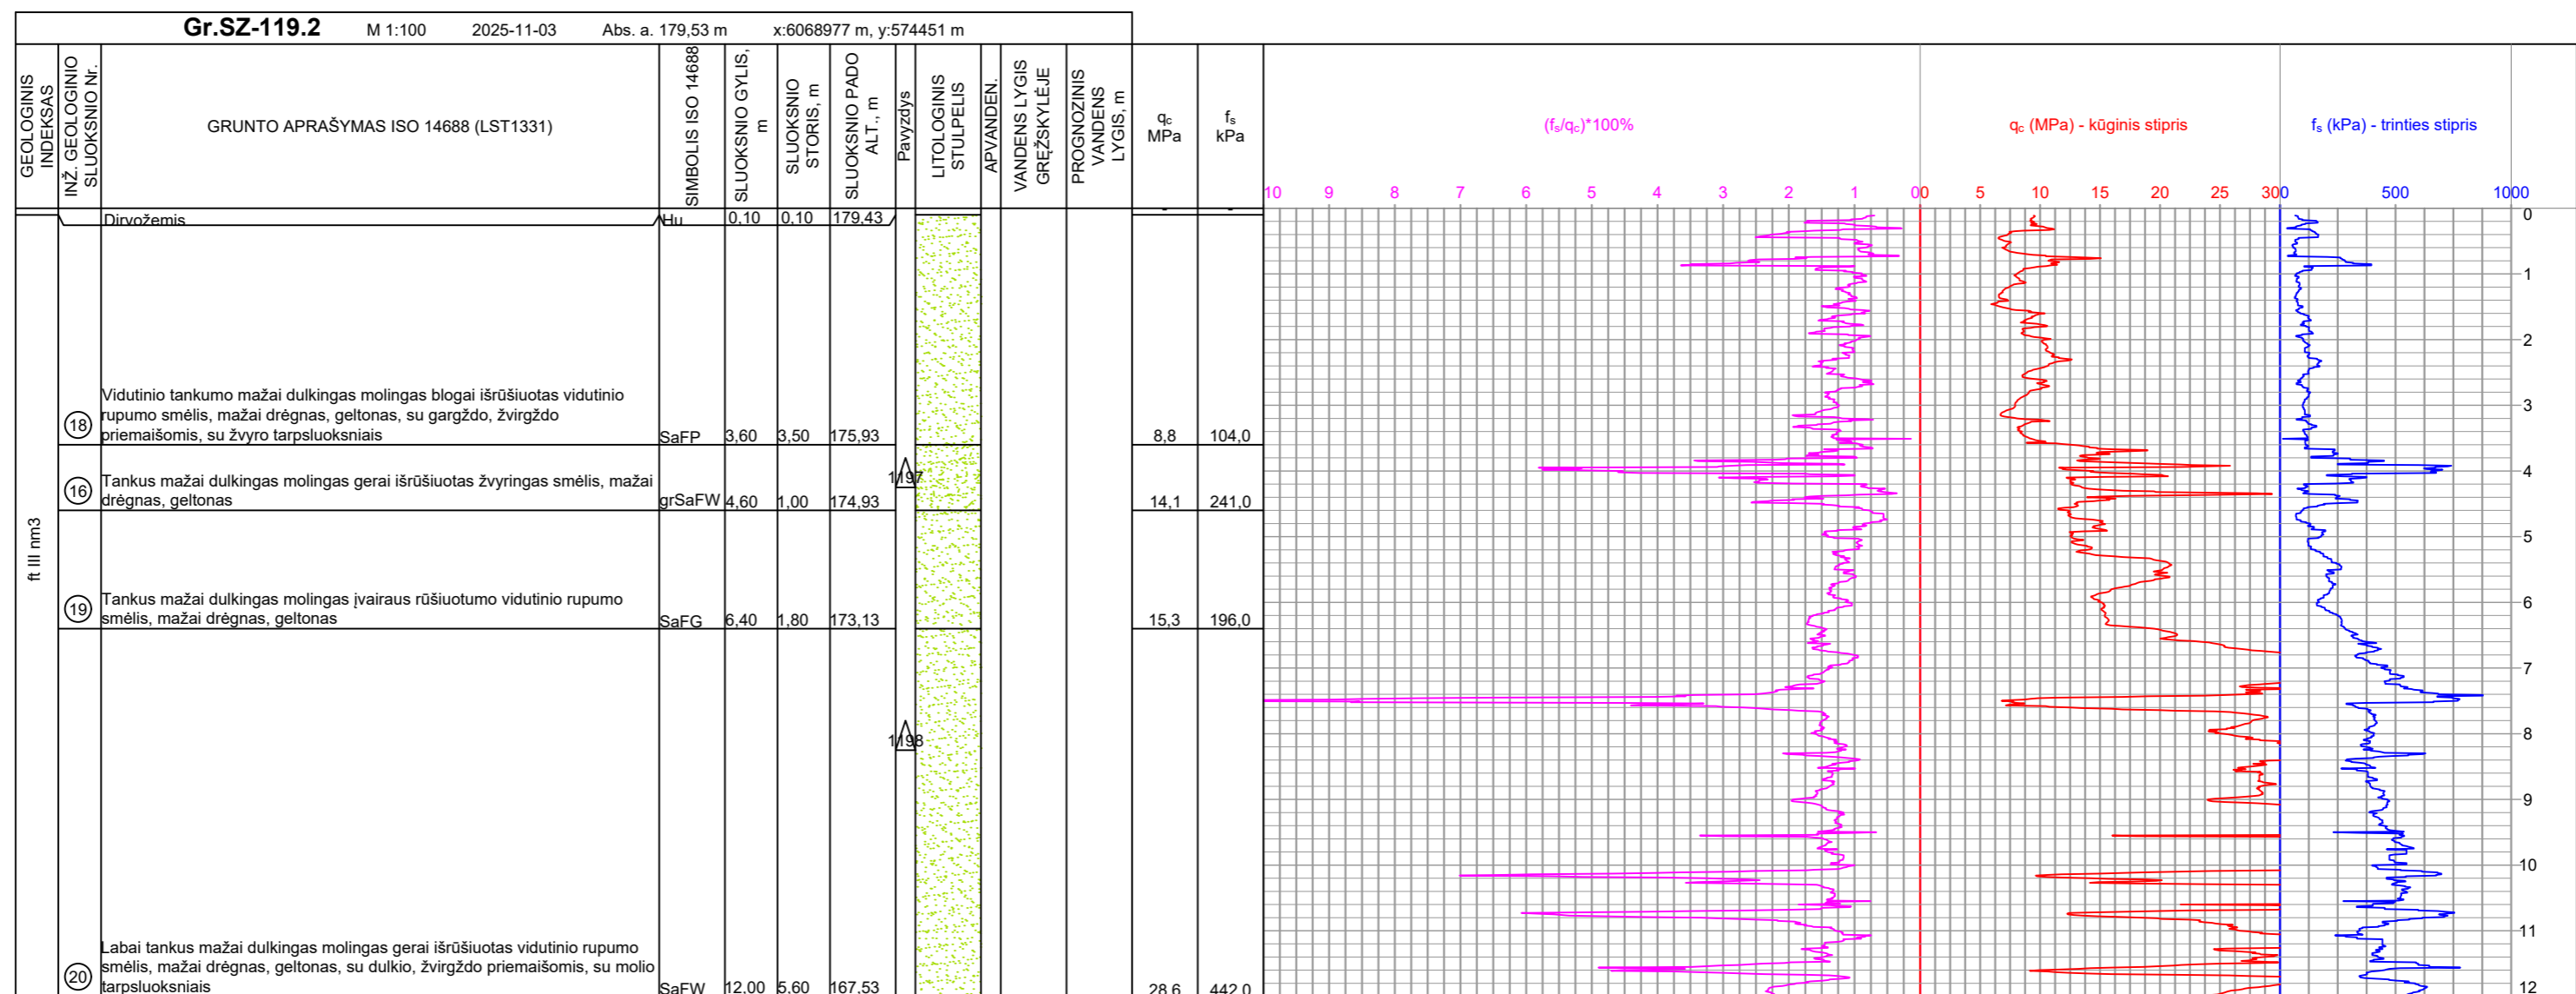 Gr.SZ-119.2 M 1:100 2025-11-03 Abs. a. 179,53 m x:6068977 m, y:574451 m
GEOLOGINIS
INDEKSAS
INŽ. GEOLOGINIO
SLUOKSNIO Nr.
GRUNTO APRAŠYMAS ISO 14688 (LST1331)
SIMBOLIS ISO 14688
SLUOKSNIO GYLIS,
m
SLUOKSNIO
STORIS, m
SLUOKSNIO PADO
ALT., m
Pavyzdys
LITOLOGINIS
STULPELIS
APVANDEN.
VANDENS LYGIS
GRĘŽSKYLĖJE
PROGNOZINIS
VANDENS
LYGIS, m
qc
MPa
fs
kPa
(fs/qc)*100%
qc (MPa) - kūginis stipris
fs (kPa) - trinties stipris
10 9 8 7 6 5 4 3 2 1 0
0 5 10 15 20 25 30
0 500 1000
Dirvožemis Hu 0,10 0,10 179,43 - -
ft III nm3
Vidutinio tankumo mažai dulkingas molingas blogai išrūšiuotas vidutinio
rupumo smėlis, mažai drėgnas, geltonas, su gargždo, žvirgždo
18 priemaišomis, su žvyro tarpsluoksniais SaFP 3,60 3,50 175,93 8,8 104,0
1197
Tankus mažai dulkingas molingas gerai išrūšiuotas žvyringas smėlis, mažai
16 drėgnas, geltonas grSaFW 4,60 1,00 174,93 14,1 241,0
Tankus mažai dulkingas molingas įvairaus rūšiuotumo vidutinio rupumo
19 smėlis, mažai drėgnas, geltonas SaFG 6,40 1,80 173,13 15,3 196,0
1198
Labai tankus mažai dulkingas molingas gerai išrūšiuotas vidutinio rupumo
smėlis, mažai drėgnas, geltonas, su dulkio, žvirgždo priemaišomis, su molio
20 tarpsluoksniais SaFW 12,00 5,60 167,53 28,6 442,0
0
1
2
3
4
5
6
7
8
9
10
11
12